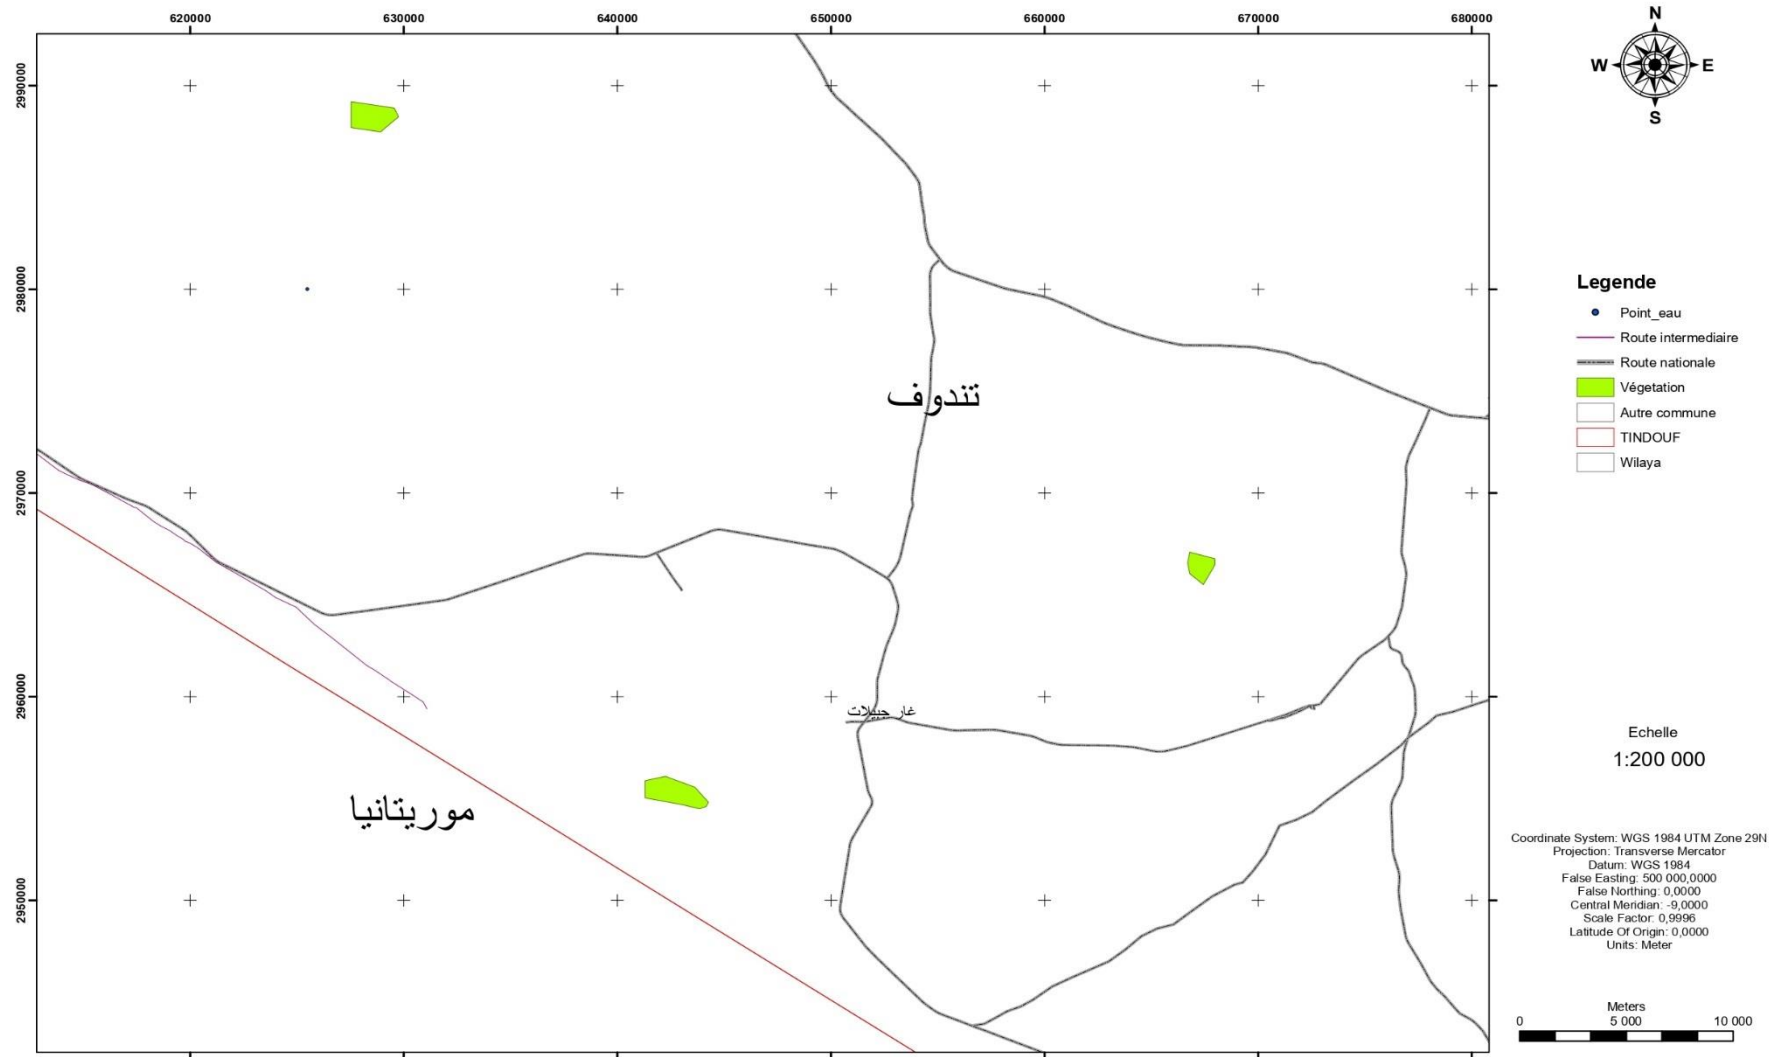 620000 630000 640000 650000 660000 670000 680000
2990000
2980000
2970000
2960000
2950000
تندوف
غار جبيلات
موريتانيا
N
W E
S
Legende
Point_eau
Route intermediaire
Route nationale
Végetation
Autre commune
TINDOUF
Wilaya
Echelle
1:200 000
Coordinate System: WGS 1984 UTM Zone 29N
Projection: Transverse Mercator
Datum: WGS 1984
False Easting: 500 000,0000
False Northing: 0,0000
Central Meridian: -9,0000
Scale Factor: 0,9996
Latitude Of Origin: 0,0000
Units: Meter
Meters
0 5 000 10 000